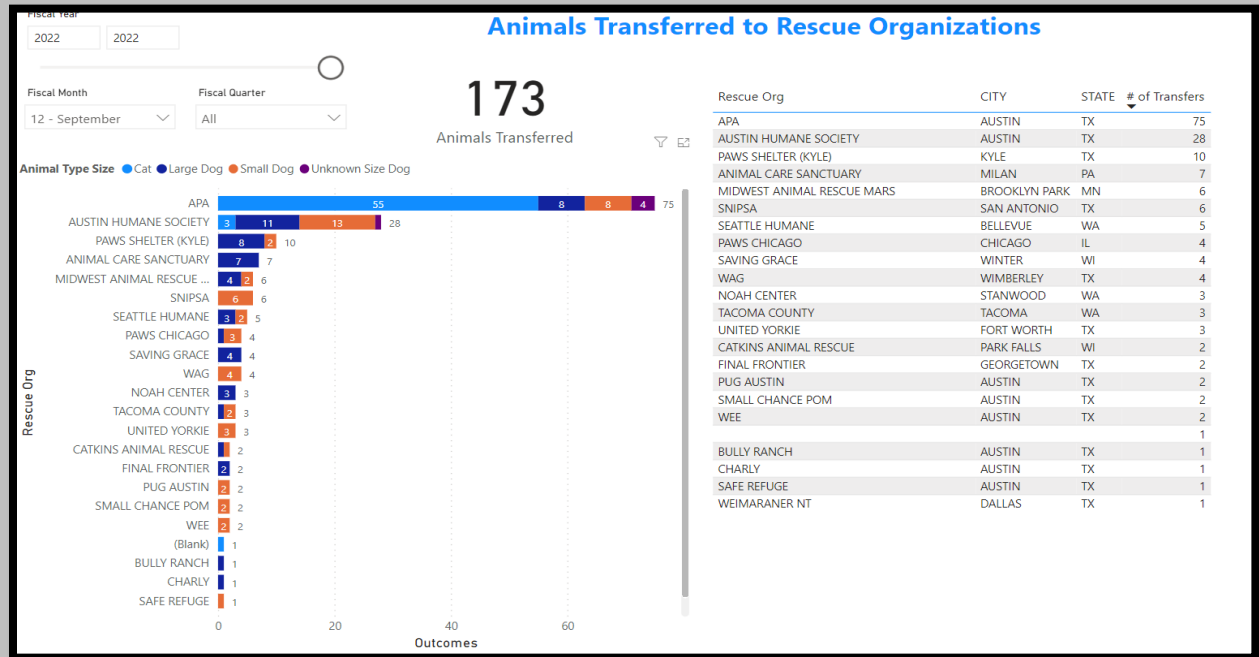 Fiscal Year
Animals Transferred to Rescue Organizations
2022 2022
Fiscal Month Fiscal Quarter
12 - September All
173
Animals Transferred
Animal Type Size Cat Large Dog Small Dog Unknown Size Dog
Rescue Org
APA 55 8 8 4 75
AUSTIN HUMANE SOCIETY 3 11 13 28
PAWS SHELTER (KYLE) 8 2 10
ANIMAL CARE SANCTUARY 7 7
MIDWEST ANIMAL RESCUE ... 4 2 6
SNIPSA 6 6
SEATTLE HUMANE 3 2 5
PAWS CHICAGO 3 4
SAVING GRACE 4 4
WAG 4 4
NOAH CENTER 3 3
TACOMA COUNTY 2 3
UNITED YORKIE 3 3
CATKINS ANIMAL RESCUE 2
FINAL FRONTIER 2 2
PUG AUSTIN 2 2
SMALL CHANCE POM 2 2
WEE 2 2
(Blank) 1
BULLY RANCH 1
CHARLY 1
SAFE REFUGE 1
0 20 40 60
Outcomes
Rescue Org CITY STATE # of Transfers
APA AUSTIN TX 75
AUSTIN HUMANE SOCIETY AUSTIN TX 28
PAWS SHELTER (KYLE) KYLE TX 10
ANIMAL CARE SANCTUARY MILAN PA 7
MIDWEST ANIMAL RESCUE MARS BROOKLYN PARK MN 6
SNIPSA SAN ANTONIO TX 6
SEATTLE HUMANE BELLEVUE WA 5
PAWS CHICAGO CHICAGO IL 4
SAVING GRACE WINTER WI 4
WAG WIMBERLEY TX 4
NOAH CENTER STANWOOD WA 3
TACOMA COUNTY TACOMA WA 3
UNITED YORKIE FORT WORTH TX 3
CATKINS ANIMAL RESCUE PARK FALLS WI 2
FINAL FRONTIER GEORGETOWN TX 2
PUG AUSTIN AUSTIN TX 2
SMALL CHANCE POM AUSTIN TX 2
WEE AUSTIN TX 2
1
BULLY RANCH AUSTIN TX 1
CHARLY AUSTIN TX 1
SAFE REFUGE AUSTIN TX 1
WEIMARANER NT DALLAS TX 1